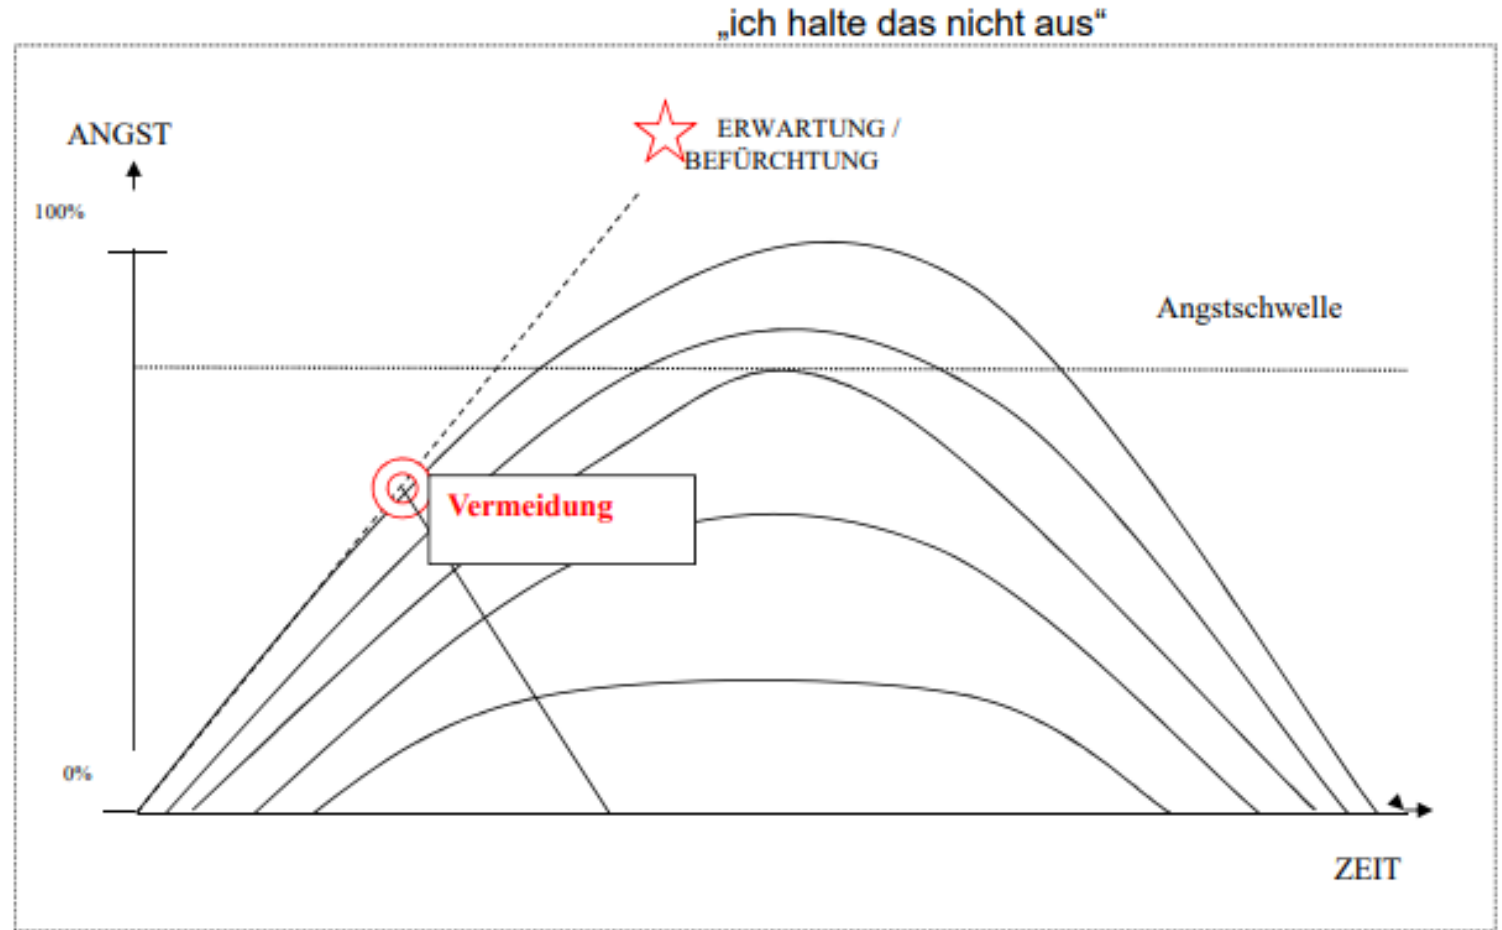 „ich halte das nicht aus“
ANGST
ERWARTUNG /
BEFÜRCHTUNG
100%
Angstschwelle
Vermeidung
0%
ZEIT